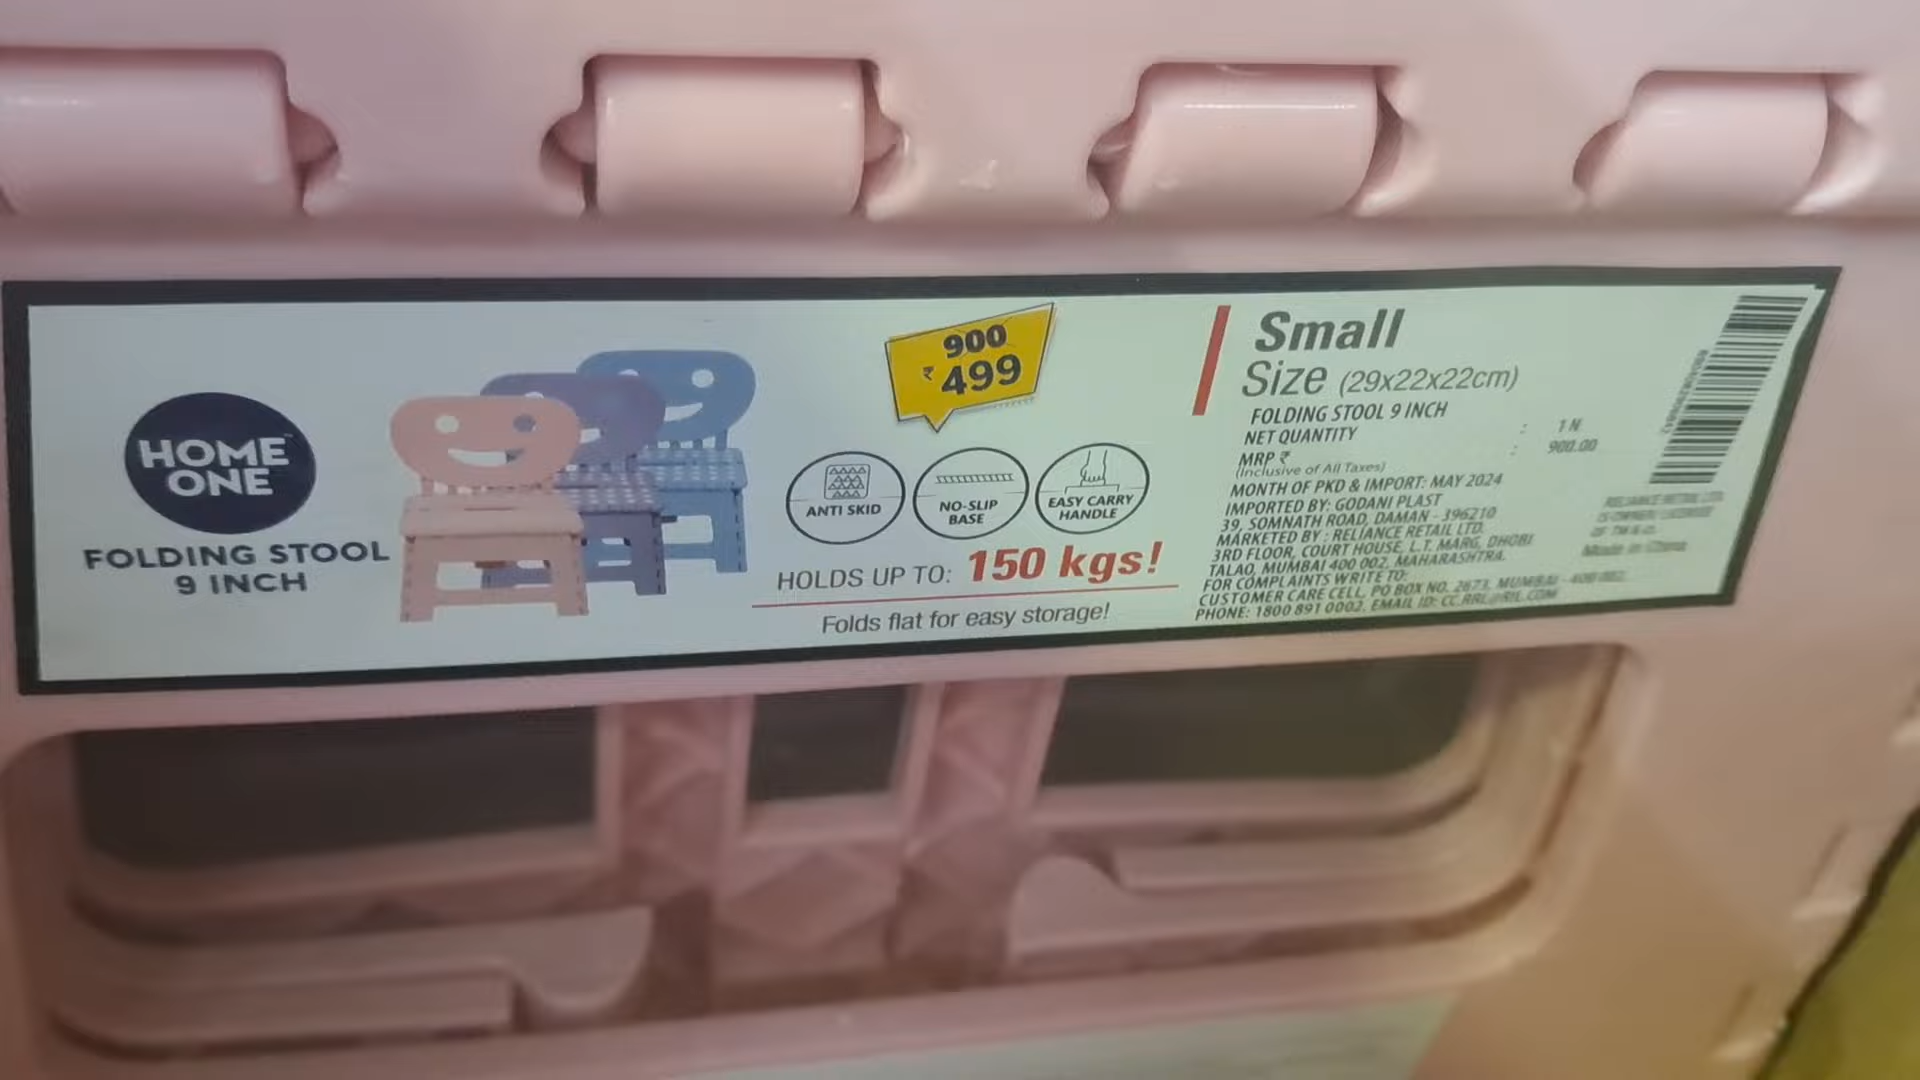 HOME
ONE
FOLDING STOOL
9 INCH
900
₹ 499
ANTI SKID
NO-SLIP
BASE
EASY CARRY
HANDLE
HOLDS UP TO: 150 kgs!
Folds flat for easy storage!
Small
Size (29x22x22cm)
FOLDING STOOL 9 INCH
NET QUANTITY : 1 N
MRP ₹ : 900.00
(Inclusive of All Taxes)
MONTH OF PKD & IMPORT: MAY 2024
IMPORTED BY: GODANI PLAST
39, SOMNATH ROAD, DAMAN - 396210
MARKETED BY : RELIANCE RETAIL LTD.
3RD FLOOR, COURT HOUSE, L.T. MARG, DHOBI
TALAO, MUMBAI 400 002, MAHARASHTRA.
FOR COMPLAINTS WRITE TO:
CUSTOMER CARE CELL, PO BOX NO. 2673, MUMBAI - 400 002.
PHONE: 1800 891 0002, EMAIL ID: CC.RRL@RIL.COM
RELIANCE RETAIL LTD.
Made in China